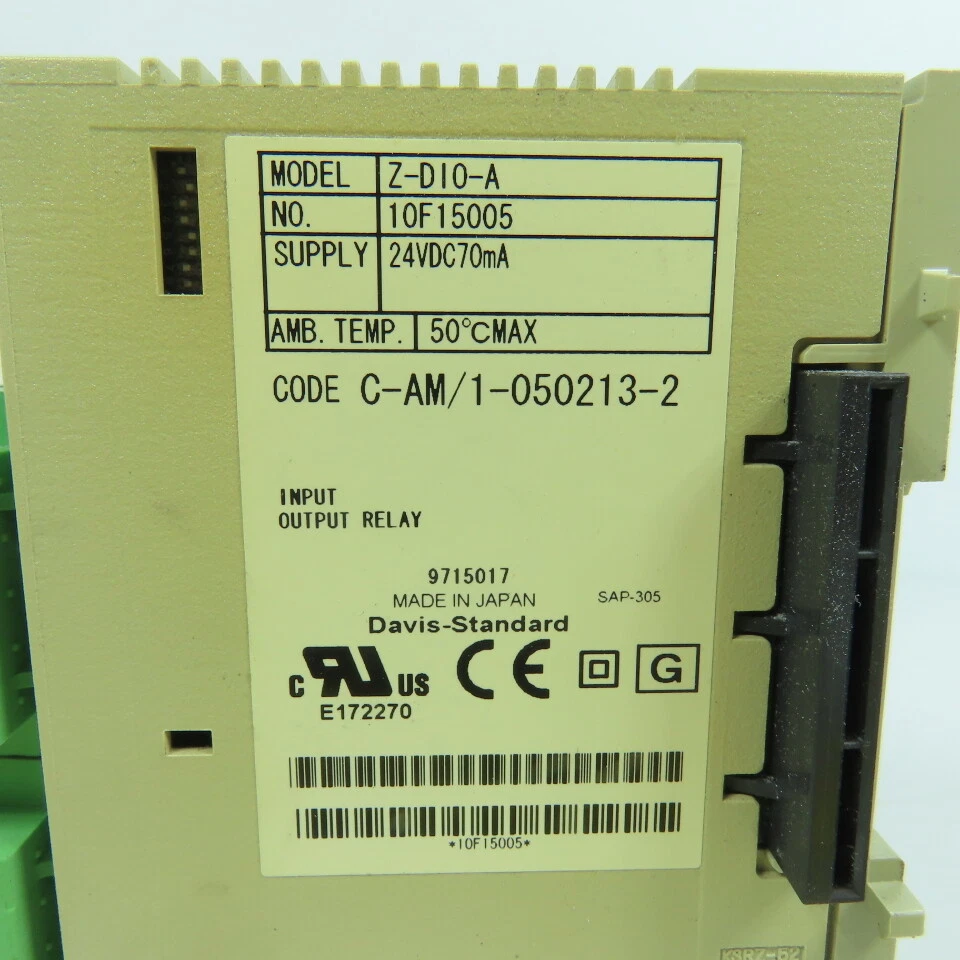 MODEL Z-DIO-A
NO. 10F15005
SUPPLY 24VDC70mA
AMB. TEMP. 50℃MAX
CODE C-AM/1-050213-2
INPUT
OUTPUT RELAY
9715017
MADE IN JAPAN SAP-305
Davis-Standard
c RU US CE G
E172270
*10F15005*